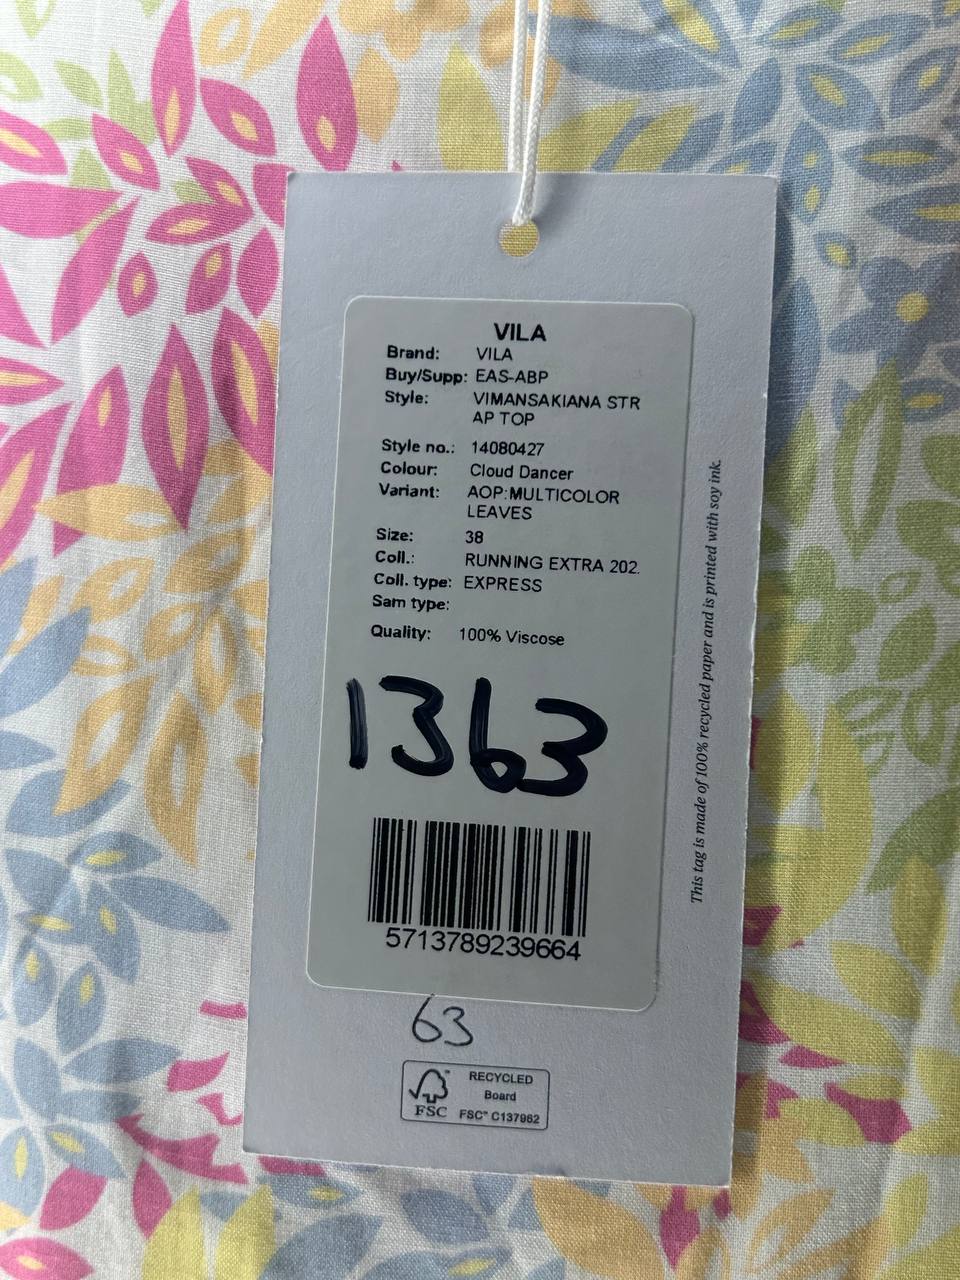 VILA
Brand: VILA
Buy/Supp: EAS-ABP
Style: VIMANSAKIANA STR
AP TOP
Style no.: 14080427
Colour: Cloud Dancer
Variant: AOP:MULTICOLOR
LEAVES
Size: 38
Coll.: RUNNING EXTRA 202.
Coll. type: EXPRESS
Sam type:
Quality: 100% Viscose
1363
5713789239664
63
FSC
RECYCLED
Board
FSC™ C137962
This tag is made of 100% recycled paper and is printed with soy ink.